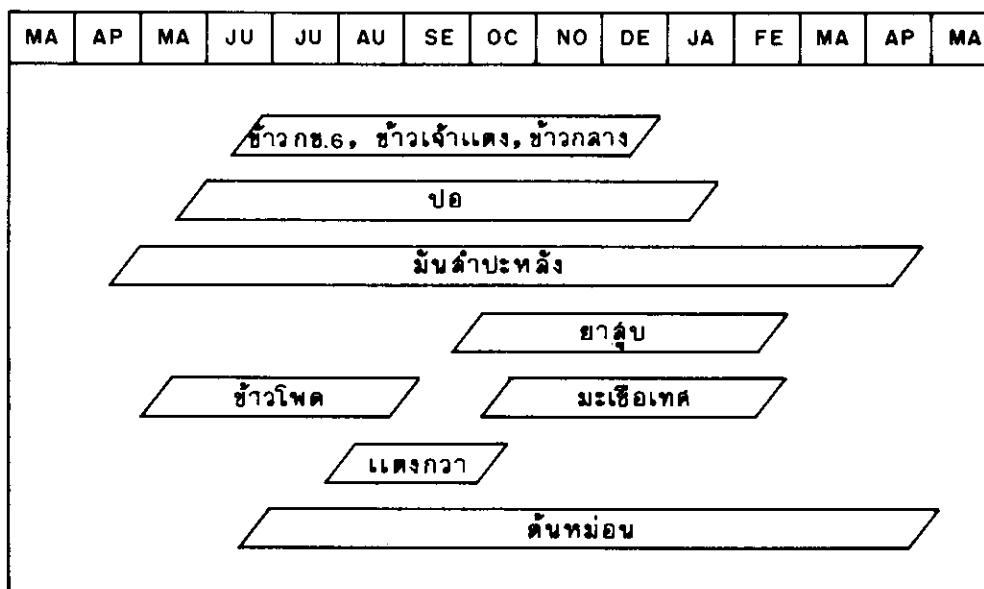 MA AP MA JU JU AU SE OC NO DE JA FE MA AP MA
ข้าวกข.6, ข้าวเจ้าแดง, ข้าวกลาง
ปอ
มันสำปะหลัง
ยาสูบ
ข้าวโพด มะเขือเทศ
แตงกวา
ต้นหม่อน